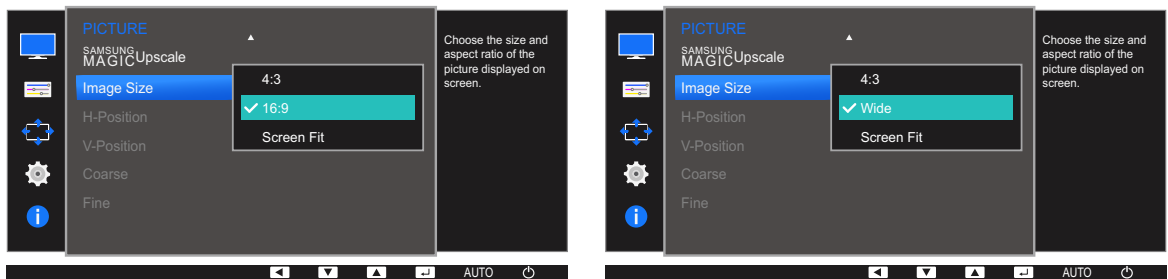 PICTURE
SAMSUNG
MAGIC Upscale
Image Size
H-Position
V-Position
Coarse
Fine
4:3
16:9
Screen Fit
Choose the size and
aspect ratio of the
picture displayed on
screen.
AUTO
PICTURE
SAMSUNG
MAGIC Upscale
Image Size
H-Position
V-Position
Coarse
Fine
4:3
Wide
Screen Fit
Choose the size and
aspect ratio of the
picture displayed on
screen.
AUTO